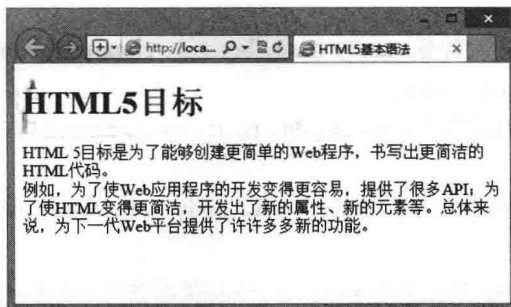 http://loca...
HTML5基本语法
HTML5目标
HTML 5目标是为了能够创建更简单的Web程序，书写出更简洁的
HTML代码。
例如，为了使Web应用程序的开发变得更容易，提供了很多API；为
了使HTML变得更简洁，开发出了新的属性、新的元素等。总体来
说，为下一代Web平台提供了许许多多新的功能。